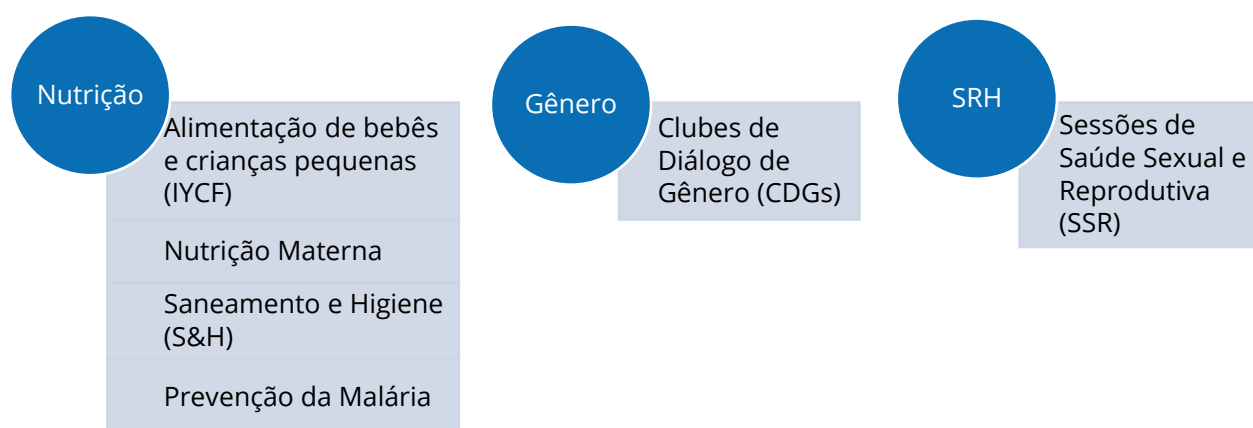 Nutrição
Alimentação de bebês
e crianças pequenas
(IYCF)
Nutrição Materna
Saneamento e Higiene
(S&H)
Prevenção da Malária
Gênero
Clubes de
Diálogo de
Gênero (CDGs)
SRH
Sessões de
Saúde Sexual e
Reprodutiva
(SSR)